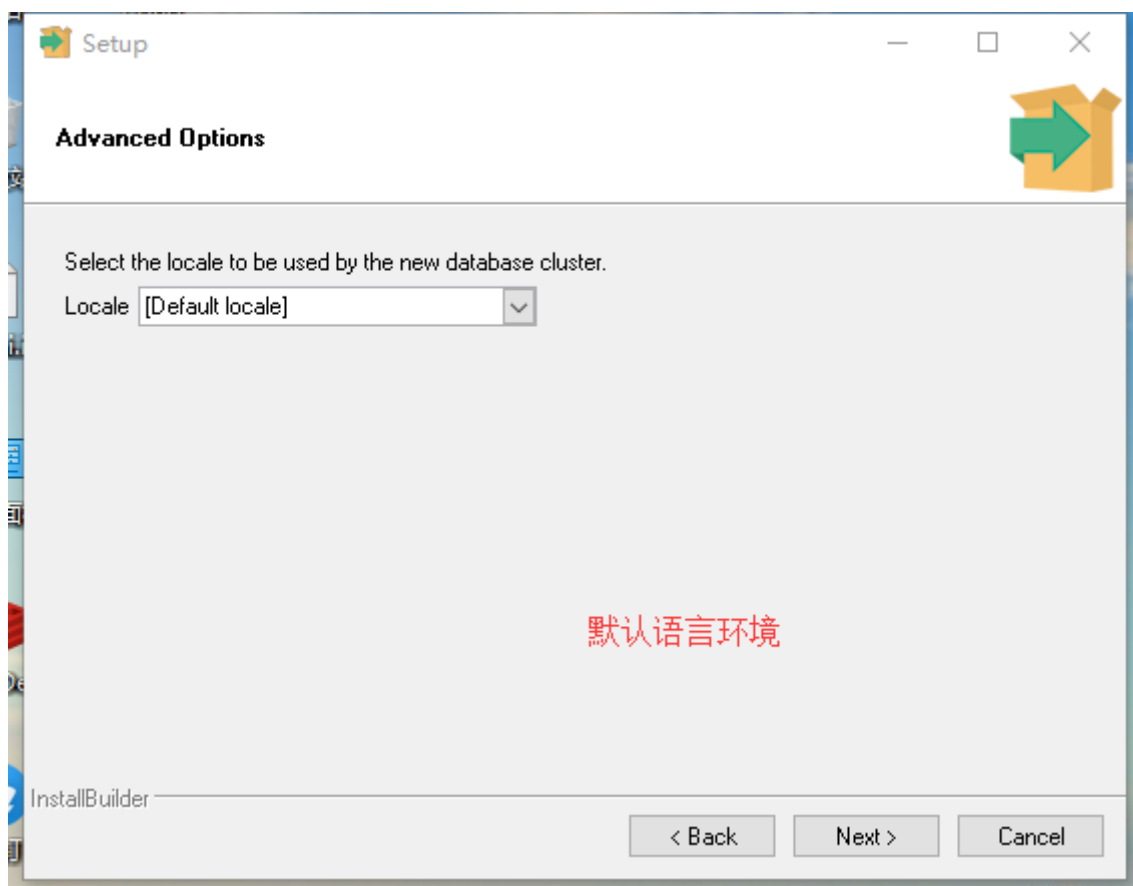 Setup
Advanced Options
Select the locale to be used by the new database cluster.
Locale [Default locale]
默认语言环境
InstallBuilder
< Back Next > Cancel